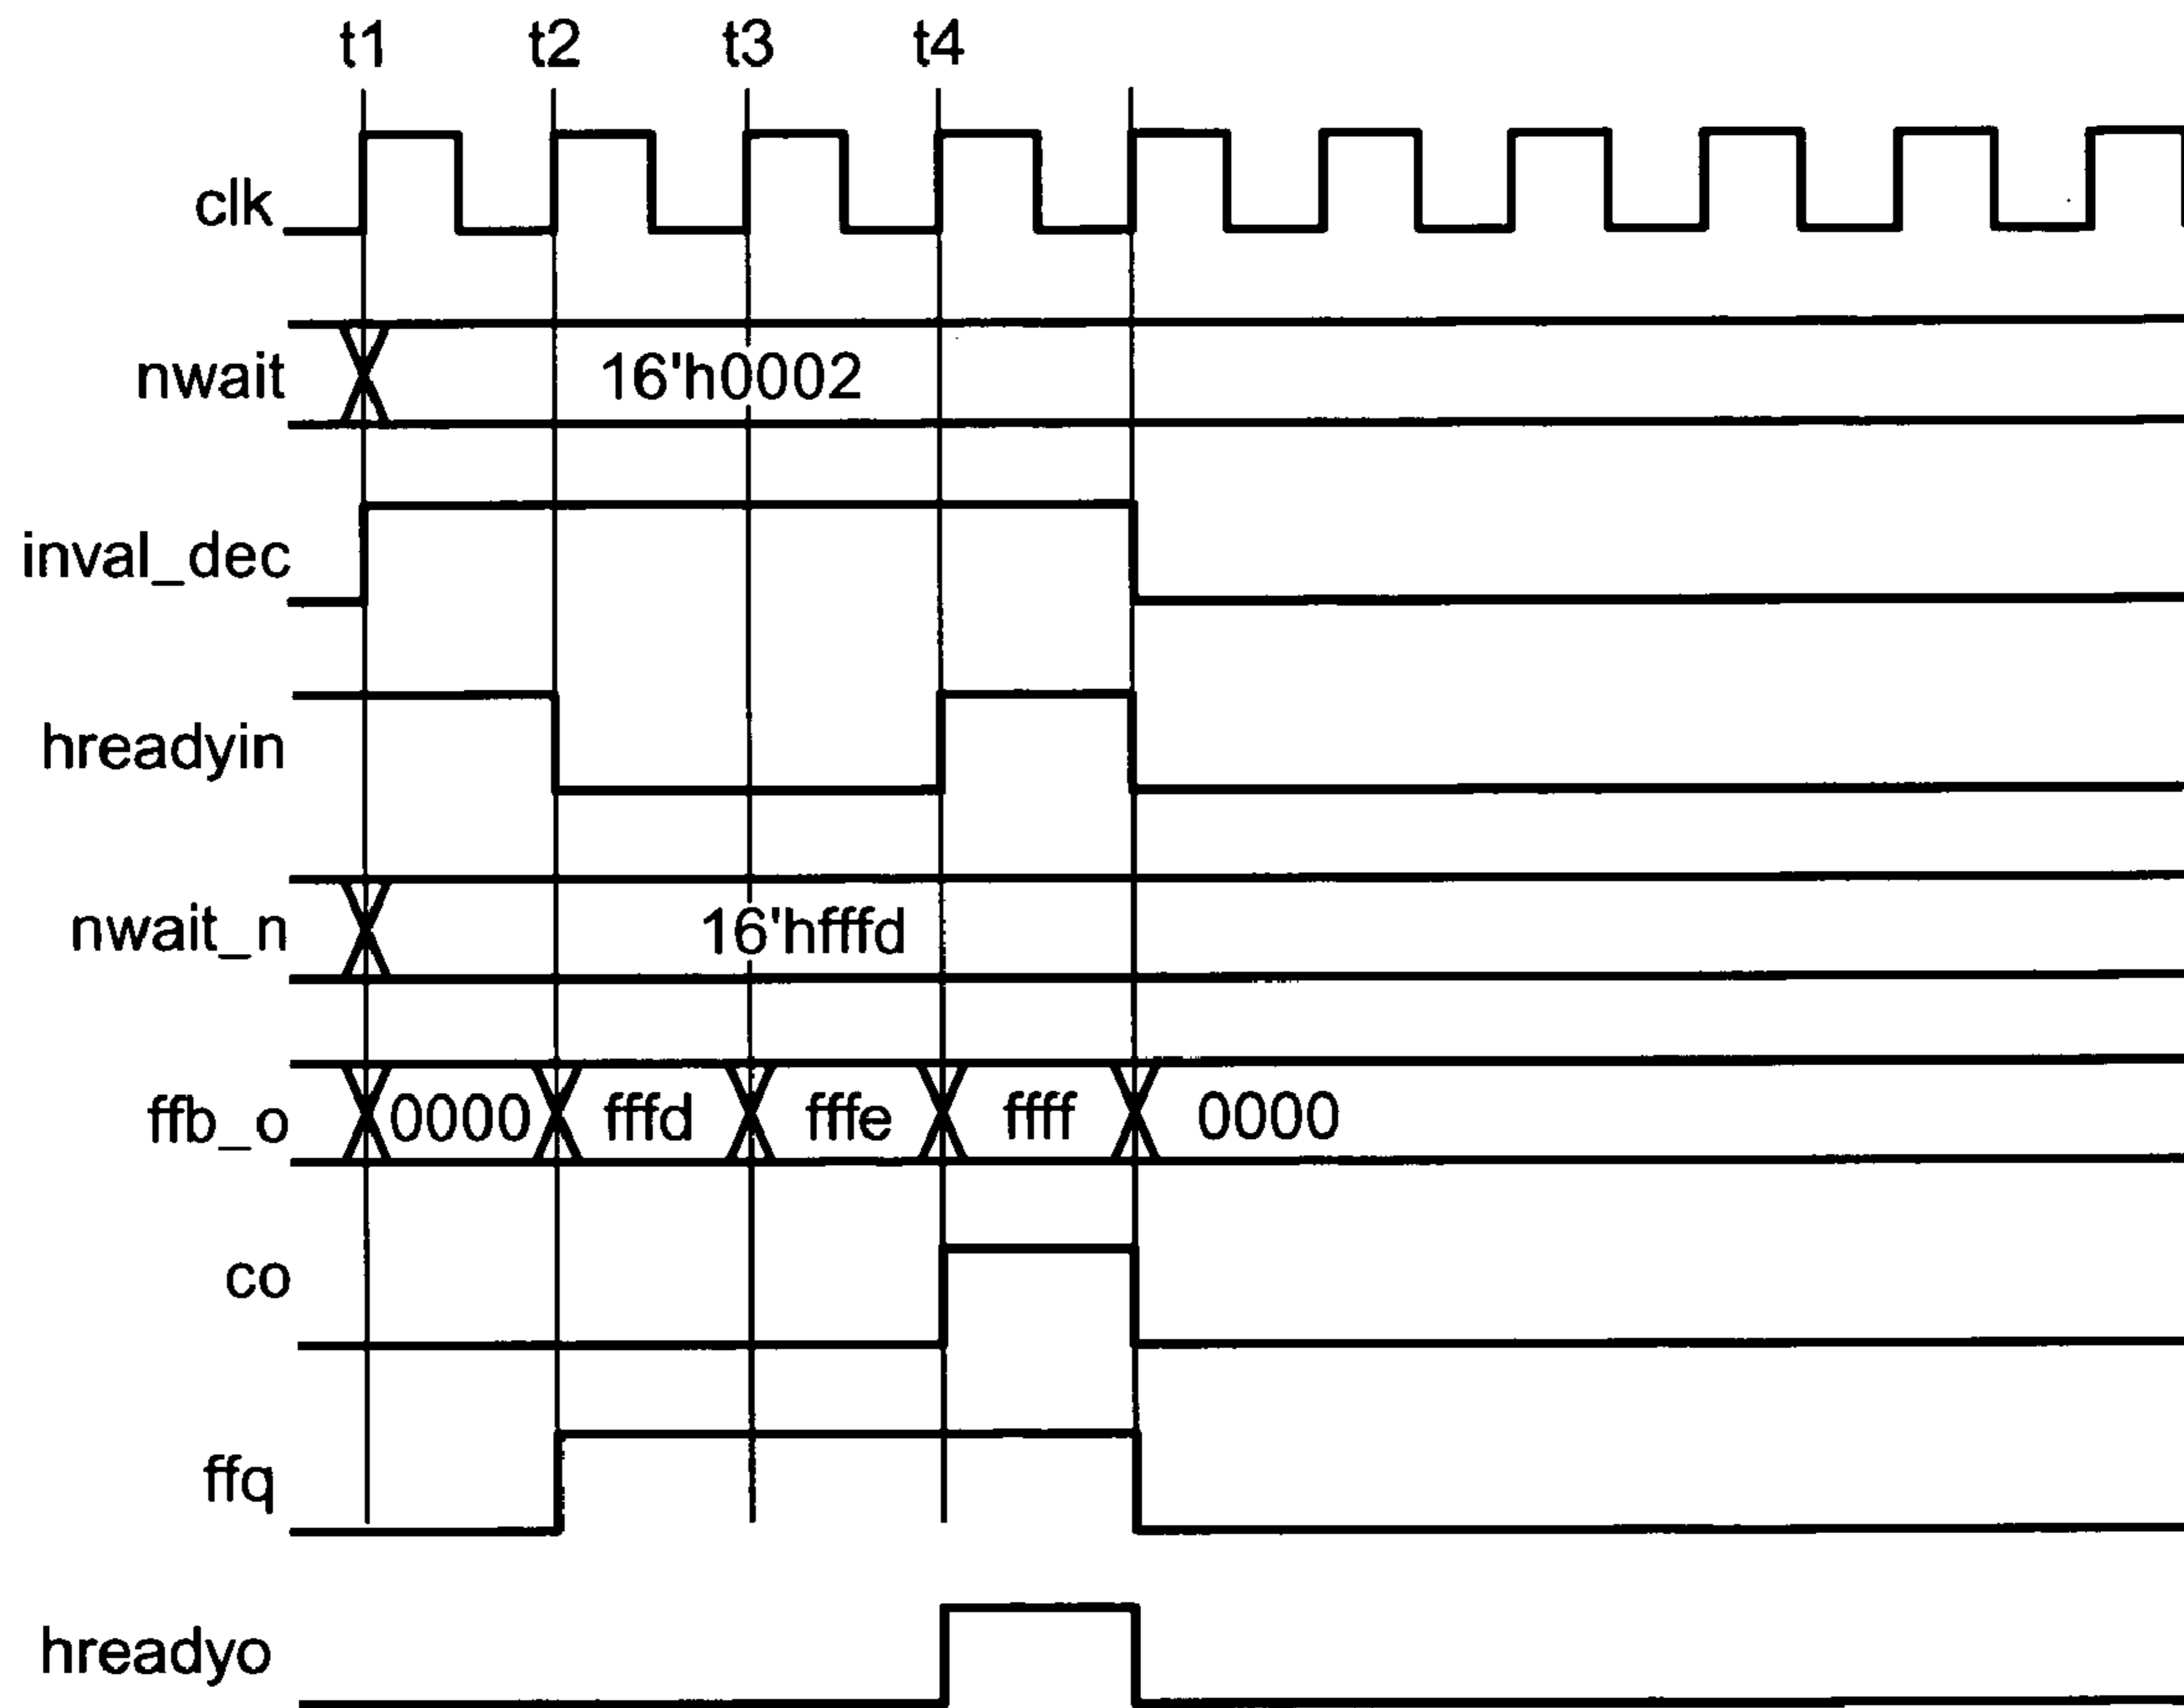 t1 t2 t3 t4
clk
nwait 16'h0002
inval_dec
hreadyin
nwait_n 16'hfffd
ffb_o 0000 fffd fffe ffff 0000
co
ffq
hreadyo